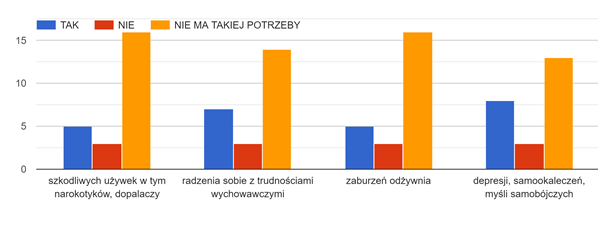 TAK NIE NIE MA TAKIEJ POTRZEBY
15
10
5
0
szkodliwych używek w tym
narokotyków, dopalaczy
radzenia sobie z trudnościami
wychowawczymi
zaburzeń odżywnia
depresji, samookaleczeń,
myśli samobójczych